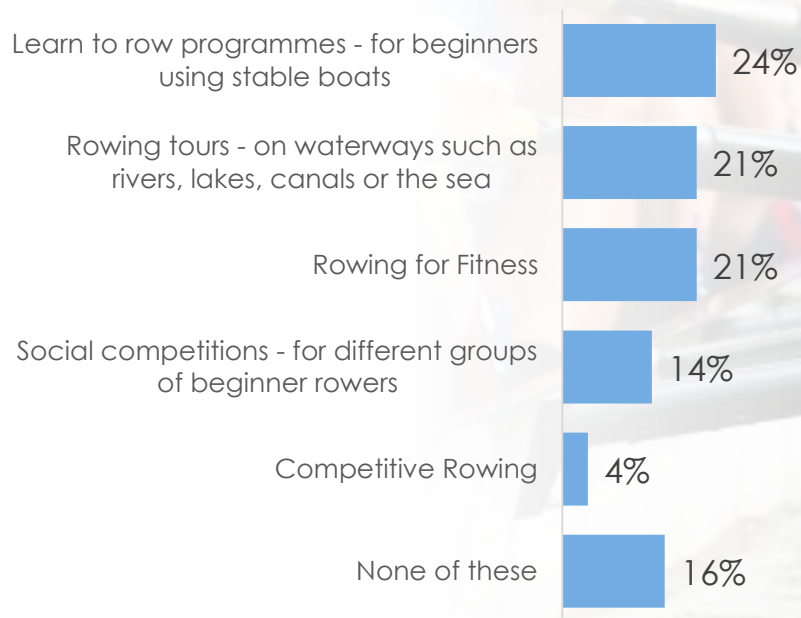 Learn to row programmes - for beginners
using stable boats
24%
Rowing tours - on waterways such as
rivers, lakes, canals or the sea
21%
Rowing for Fitness
21%
Social competitions - for different groups
of beginner rowers
14%
Competitive Rowing
4%
None of these
16%